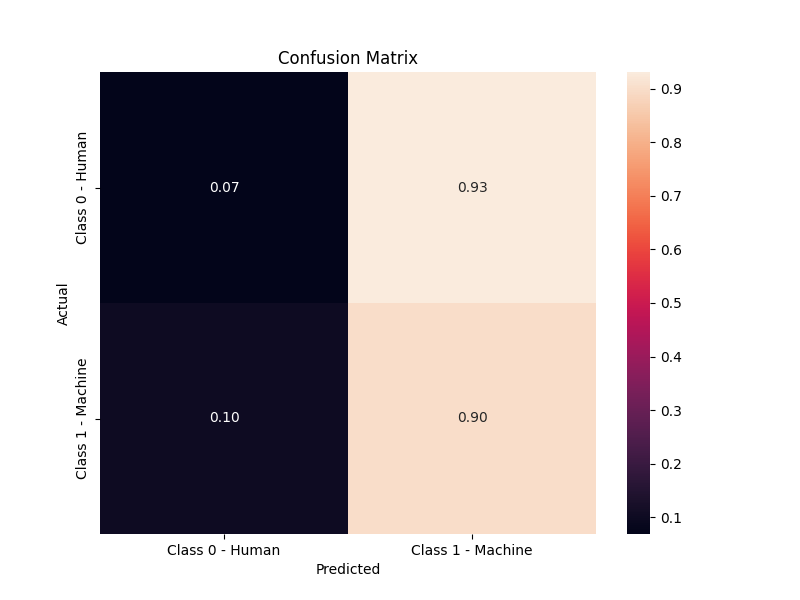 Confusion Matrix
Class 0 - Human
0.07
0.93
Actual
Class 1 - Machine
0.10
0.90
Class 0 - Human
Class 1 - Machine
Predicted
0.9
0.8
0.7
0.6
0.5
0.4
0.3
0.2
0.1